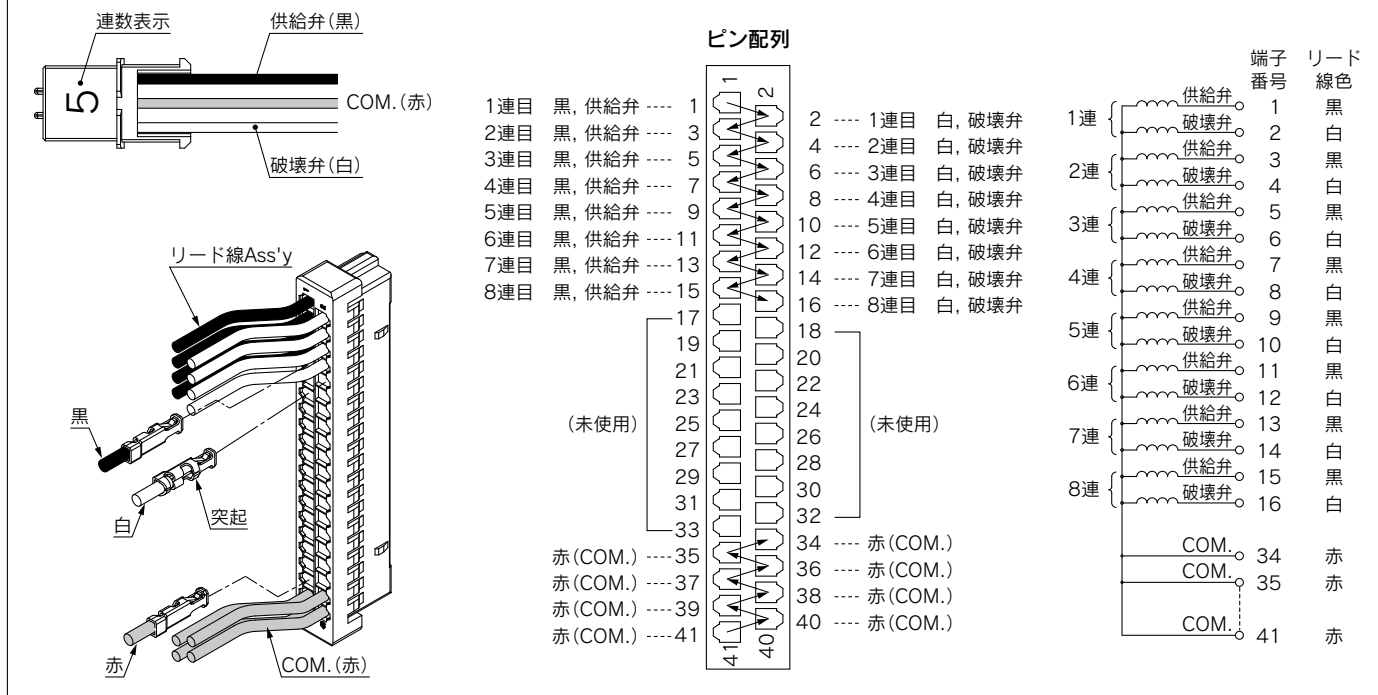 連数表示
供給弁(黒)
5
COM.(赤)
破壊弁(白)
リード線Ass'y
黒
白
突起
赤
COM.(赤)
ピン配列
1
2
1連目 黒, 供給弁 ---- 1
2連目 黒, 供給弁 ---- 3
3連目 黒, 供給弁 ---- 5
4連目 黒, 供給弁 ---- 7
5連目 黒, 供給弁 ---- 9
6連目 黒, 供給弁 ---- 11
7連目 黒, 供給弁 ---- 13
8連目 黒, 供給弁 ---- 15
17
19
21
23
(未使用)
25
27
29
31
33
赤(COM.) ---- 35
赤(COM.) ---- 37
赤(COM.) ---- 39
赤(COM.) ---- 41
2 ---- 1連目 白, 破壊弁
4 ---- 2連目 白, 破壊弁
6 ---- 3連目 白, 破壊弁
8 ---- 4連目 白, 破壊弁
10 ---- 5連目 白, 破壊弁
12 ---- 6連目 白, 破壊弁
14 ---- 7連目 白, 破壊弁
16 ---- 8連目 白, 破壊弁
18
20
22
24
(未使用)
26
28
30
32
34 ---- 赤(COM.)
36 ---- 赤(COM.)
38 ---- 赤(COM.)
40 ---- 赤(COM.)
41
40
端子 リード
番号 線色
1連
供給弁 1 黒
破壊弁 2 白
2連
供給弁 3 黒
破壊弁 4 白
3連
供給弁 5 黒
破壊弁 6 白
4連
供給弁 7 黒
破壊弁 8 白
5連
供給弁 9 黒
破壊弁 10 白
6連
供給弁 11 黒
破壊弁 12 白
7連
供給弁 13 黒
破壊弁 14 白
8連
供給弁 15 黒
破壊弁 16 白
COM. 34 赤
COM. 35 赤
COM. 41 赤